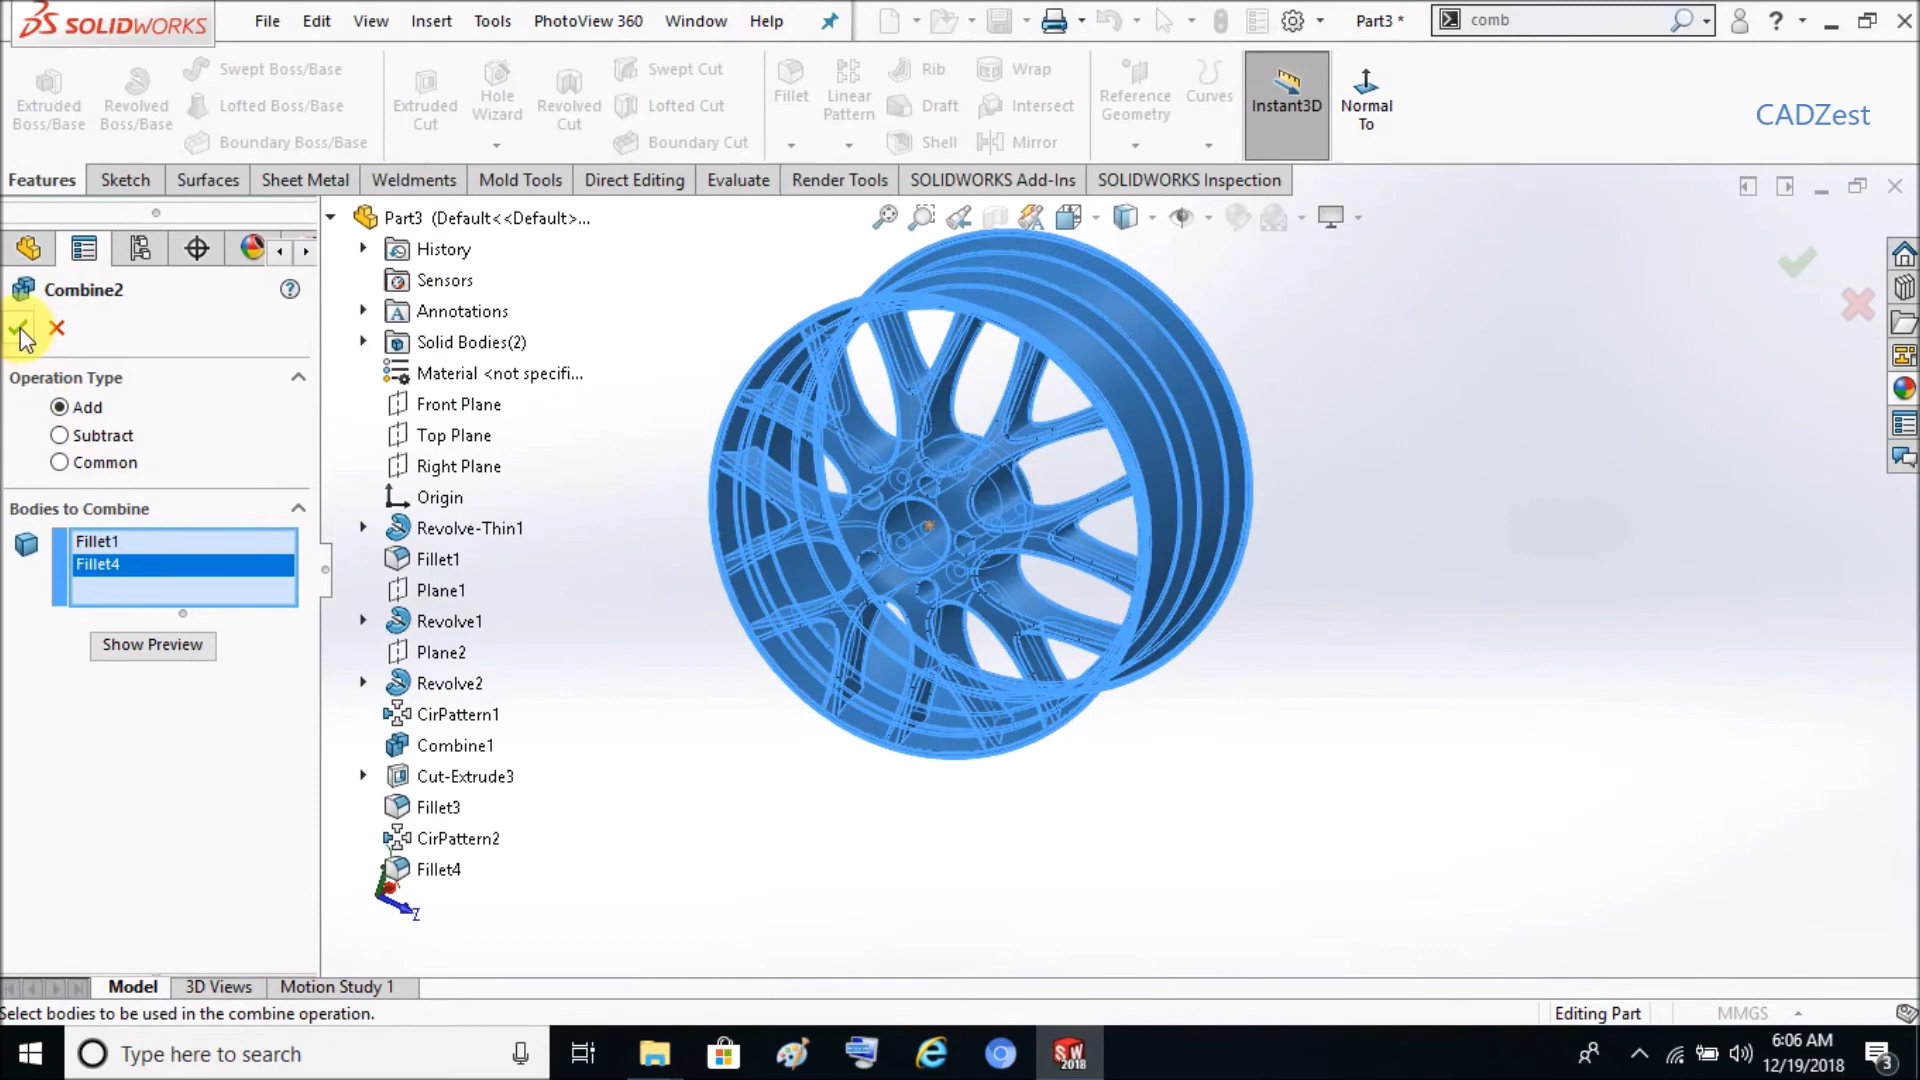 SOLIDWORKS File Edit View Insert Tools PhotoView 360 Window Help Part3 * comb
Extruded Boss/Base
Revolved Boss/Base
Swept Boss/Base
Lofted Boss/Base
Boundary Boss/Base
Extruded Cut
Hole Wizard
Revolved Cut
Swept Cut
Lofted Cut
Boundary Cut
Fillet
Linear Pattern
Rib
Draft
Shell
Wrap
Intersect
Mirror
Reference Geometry
Curves
Instant3D
Normal To
CADZest
Features Sketch Surfaces Sheet Metal Weldments Mold Tools Direct Editing Evaluate Render Tools SOLIDWORKS Add-Ins SOLIDWORKS Inspection
Combine2
Operation Type
Add
Subtract
Common
Bodies to Combine
Fillet1
Fillet4
Show Preview
Part3 (Default<<Default>...
History
Sensors
Annotations
Solid Bodies(2)
Material <not specifi...
Front Plane
Top Plane
Right Plane
Origin
Revolve-Thin1
Fillet1
Plane1
Revolve1
Plane2
Revolve2
CirPattern1
Combine1
Cut-Extrude3
Fillet3
CirPattern2
Fillet4
Z
Model 3D Views Motion Study 1
Select bodies to be used in the combine operation. Editing Part MMGS
Type here to search
SW 2018
6:06 AM
12/19/2018
3